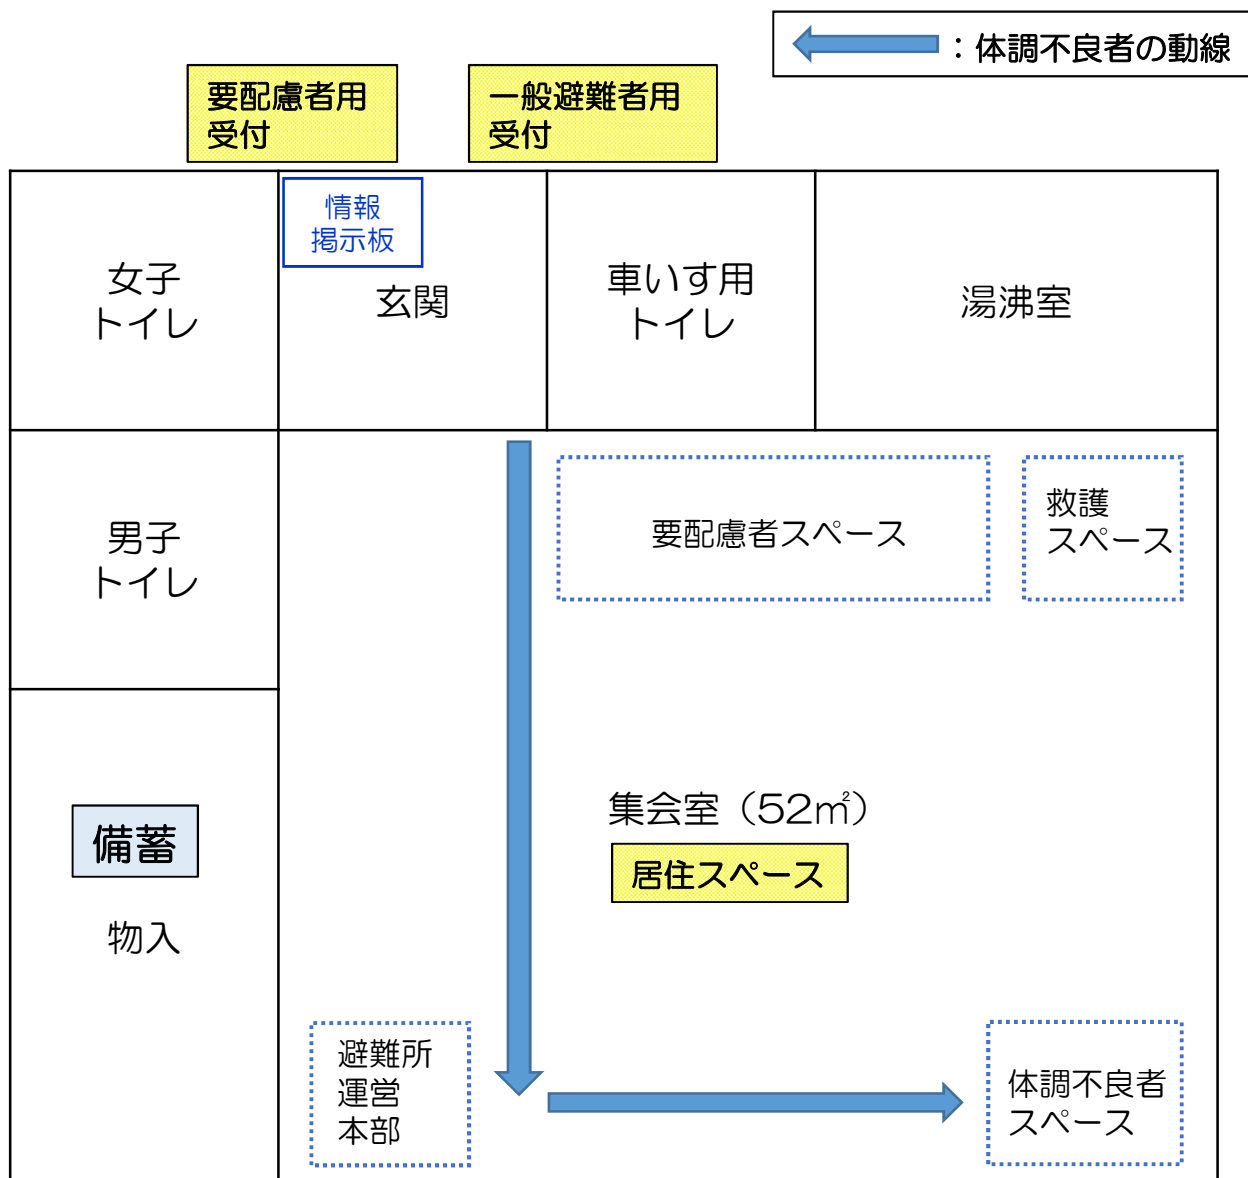 ：体調不良者の動線
要配慮者用
受付
一般避難者用
受付
情報
掲示板
女子
トイレ
玄関
車いす用
トイレ
湯沸室
男子
トイレ
要配慮者スペース
救護
スペース
集会室（52㎡）
居住スペース
備蓄
物入
避難所
運営
本部
体調不良者
スペース